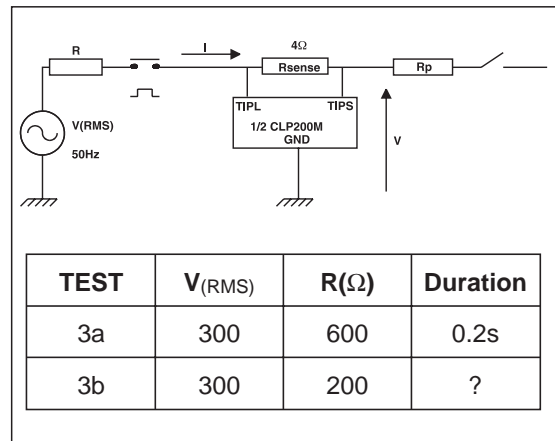 R
I
4Ω
Rsense
Rp
TIPL
TIPS
V(RMS)
1/2 CLP200M
GND
V
50Hz
TEST V(RMS) R(Ω) Duration
3a 300 600 0.2s
3b 300 200 ?